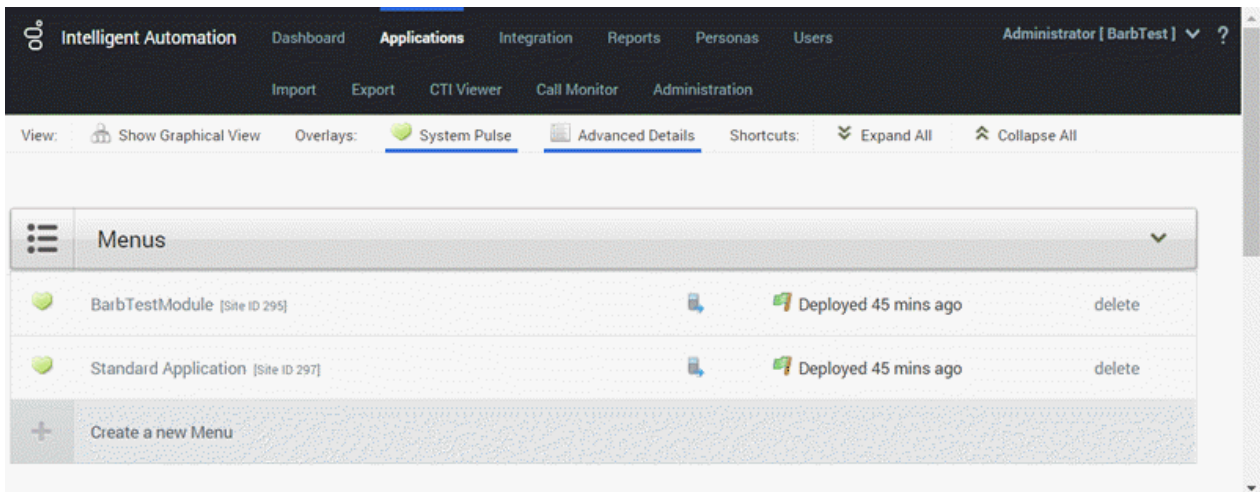 Intelligent Automation Dashboard Applications Integration Reports Personas Users Administrator [ BarbTest ] ?
Import Export CTI Viewer Call Monitor Administration
View: Show Graphical View Overlays: System Pulse Advanced Details Shortcuts: Expand All Collapse All
Menus
BarbTestModule [Site ID 295] Deployed 45 mins ago delete
Standard Application [Site ID 297] Deployed 45 mins ago delete
Create a new Menu